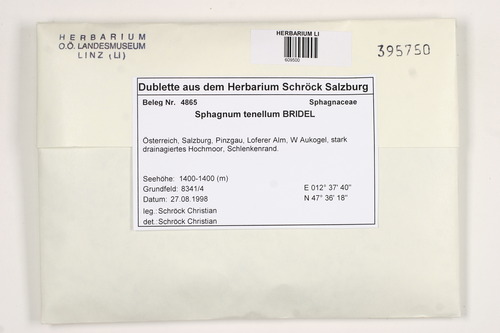 HERBARIUM
O.Ö. LANDESMUSEUM
LINZ (LI)
HERBARIUM LI
609500
395750
Dublette aus dem Herbarium Schröck Salzburg
Beleg Nr. 4865 Sphagnaceae
Sphagnum tenellum BRIDEL
Österreich, Salzburg, Pinzgau, Loferer Alm, W Aukogel, stark
drainagiertes Hochmoor, Schlenkenrand.
Seehöhe: 1400-1400 (m)
Grundfeld: 8341/4 E 012° 37' 40"
Datum: 27.08.1998 N 47° 36' 18"
leg.: Schröck Christian
det.: Schröck Christian